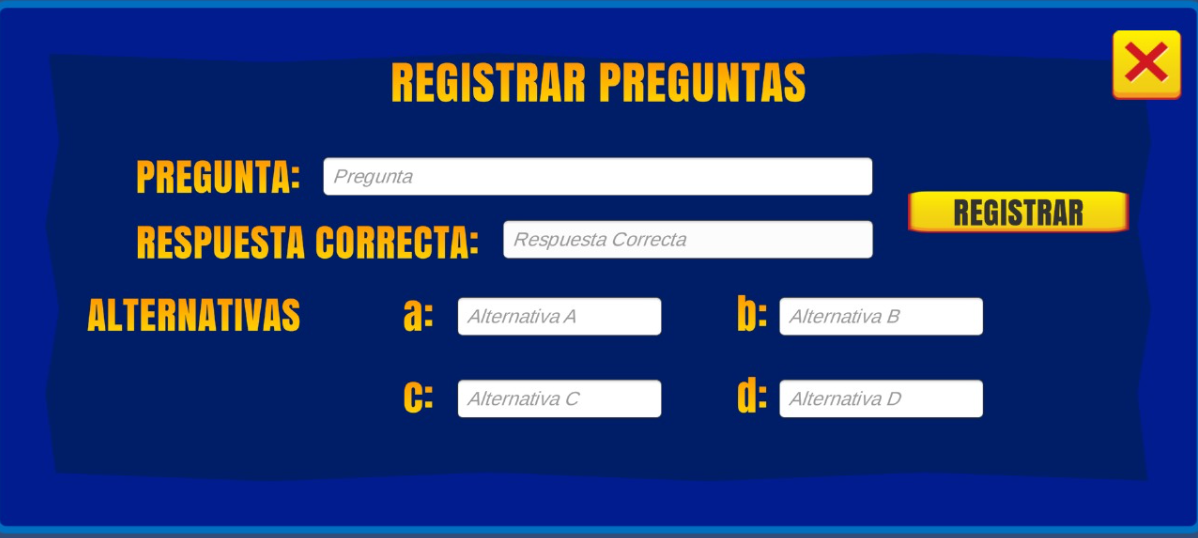 REGISTRAR PREGUNTAS
PREGUNTA: Pregunta
REGISTRAR
RESPUESTA CORRECTA: Respuesta Correcta
ALTERNATIVAS a: Alternativa A b: Alternativa B
c: Alternativa C d: Alternativa D